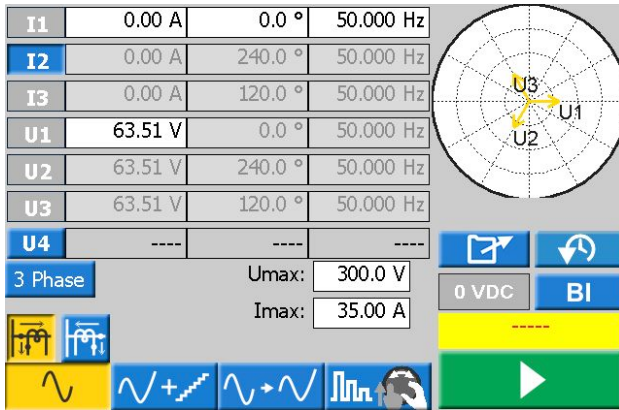 I1 0.00 A 0.0 ° 50.000 Hz
I2 0.00 A 240.0 ° 50.000 Hz
I3 0.00 A 120.0 ° 50.000 Hz
U1 63.51 V 0.0 ° 50.000 Hz
U2 63.51 V 240.0 ° 50.000 Hz
U3 63.51 V 120.0 ° 50.000 Hz
U4 ---- ---- ----
3 Phase
Umax: 300.0 V
Imax: 35.00 A
U3
U1
U2
0 VDC
BI
-----